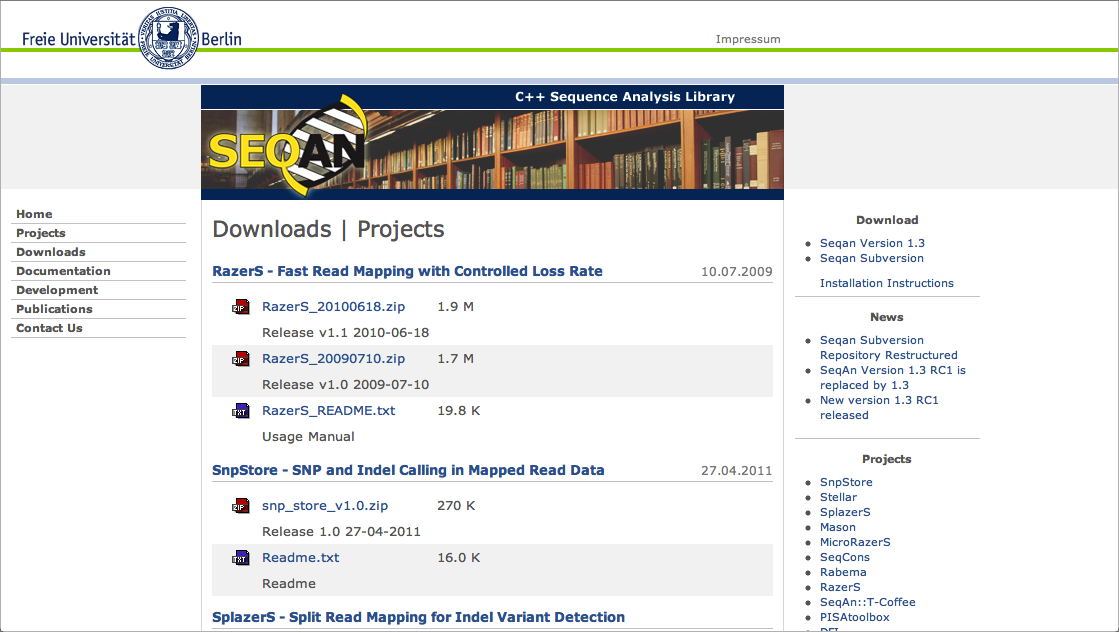 Freie Universität Berlin
Impressum
C++ Sequence Analysis Library
SEQAN
Home
Projects
Downloads
Documentation
Development
Publications
Contact Us
Downloads | Projects
RazerS - Fast Read Mapping with Controlled Loss Rate 10.07.2009
ZIP RazerS_20100618.zip 1.9 M
Release v1.1 2010-06-18
ZIP RazerS_20090710.zip 1.7 M
Release v1.0 2009-07-10
TXT RazerS_README.txt 19.8 K
Usage Manual
SnpStore - SNP and Indel Calling in Mapped Read Data 27.04.2011
ZIP snp_store_v1.0.zip 270 K
Release 1.0 27-04-2011
TXT Readme.txt 16.0 K
Readme
SplazerS - Split Read Mapping for Indel Variant Detection
Download
Seqan Version 1.3
Seqan Subversion
Installation Instructions
News
Seqan Subversion
Repository Restructured
SeqAn Version 1.3 RC1 is
replaced by 1.3
New version 1.3 RC1
released
Projects
SnpStore
Stellar
SplazerS
Mason
MicroRazerS
SeqCons
Rabema
RazerS
SeqAn::T-Coffee
PISAtoolbox